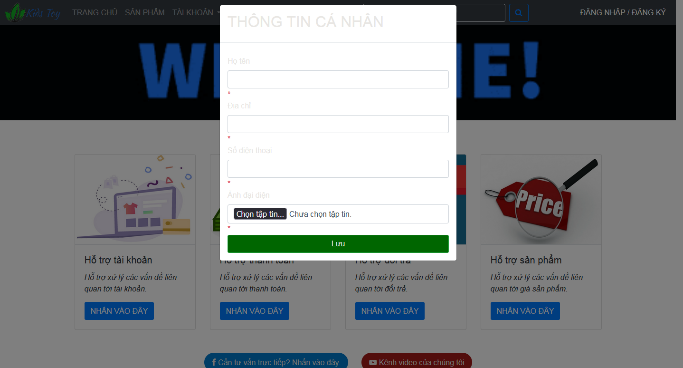 TRANG CHỦ SẢN PHẨM TÀI KHOẢN
ĐĂNG NHẬP / ĐĂNG KÝ
THÔNG TIN CÁ NHÂN
Họ tên
*
Địa chỉ
*
Số điện thoại
*
Ảnh đại diện
Chọn tập tin... Chưa chọn tập tin.
*
Lưu
W E!
Price
Hỗ trợ tài khoản
Hỗ trợ xử lý các vấn đề liên
quan tới tài khoản.
NHẤN VÀO ĐÂY
Hỗ trợ thanh toán
Hỗ trợ xử lý các vấn đề liên
quan tới thanh toán.
NHẤN VÀO ĐÂY
Hỗ trợ đổi trả
Hỗ trợ xử lý các vấn đề liên
quan tới đổi trả.
NHẤN VÀO ĐÂY
Hỗ trợ sản phẩm
Hỗ trợ xử lý các vấn đề liên
quan tới giá sản phẩm.
NHẤN VÀO ĐÂY
Cần tư vấn trực tiếp? Nhấn vào đây.
Kênh video của chúng tôi